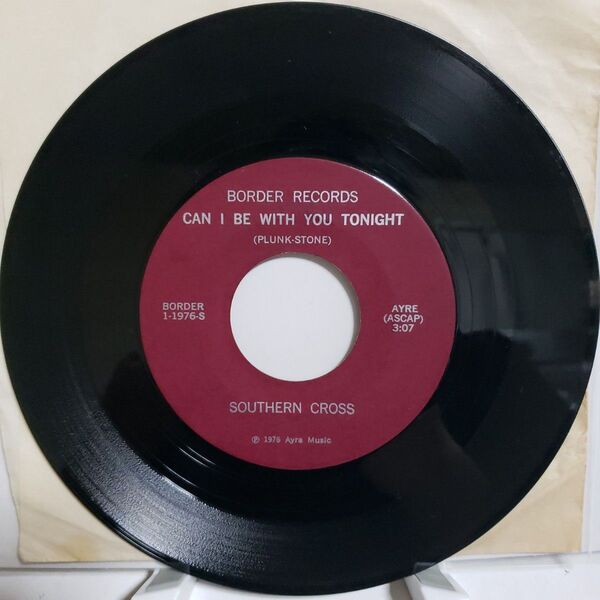 BORDER RECORDS
CAN I BE WITH YOU TONIGHT
(PLUNK-STONE)
BORDER
1-1976-S
AYRE
(ASCAP)
3:07
SOUTHERN CROSS
℗ 1976 Ayre Music